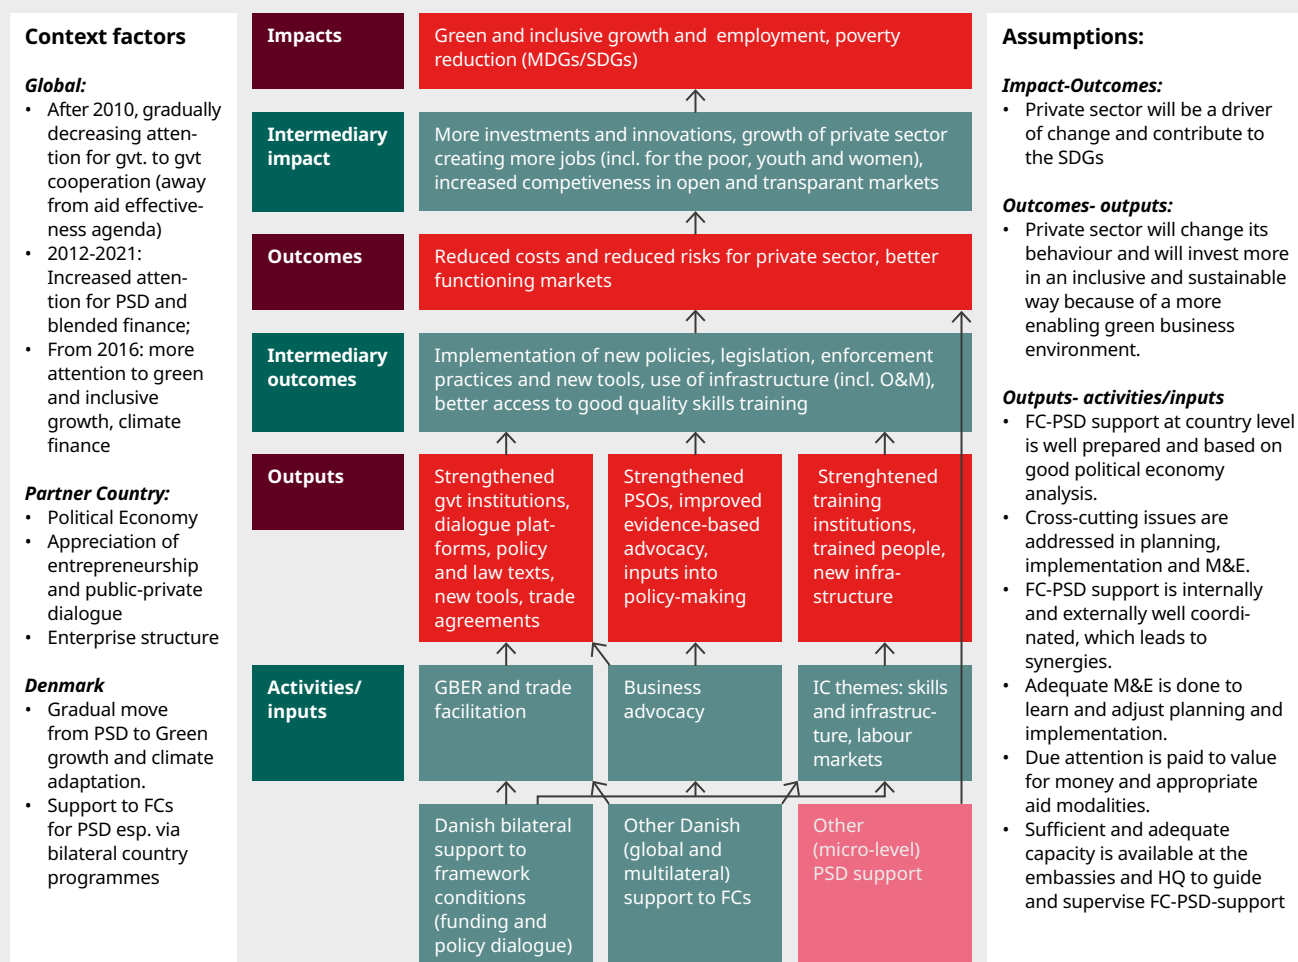 Context factors
Global:
• After 2010, gradually
decreasing atten-
tion for gvt. to gvt
cooperation (away
from aid effective-
ness agenda)
• 2012-2021:
Increased atten-
tion for PSD and
blended finance;
• From 2016: more
attention to green
and inclusive
growth, climate
finance
Partner Country:
• Political Economy
• Appreciation of
entrepreneurship
and public-private
dialogue
• Enterprise structure
Denmark
• Gradual move
from PSD to Green
growth and climate
adaptation.
• Support to FCs
for PSD esp. via
bilateral country
programmes
Impacts
Green and inclusive growth and employment, poverty
reduction (MDGs/SDGs)
Intermediary
impact
More investments and innovations, growth of private sector
creating more jobs (incl. for the poor, youth and women),
increased competiveness in open and transparant markets
Outcomes
Reduced costs and reduced risks for private sector, better
functioning markets
Intermediary
outcomes
Implementation of new policies, legislation, enforcement
practices and new tools, use of infrastructure (incl. O&M),
better access to good quality skills training
Outputs
Strengthened
gvt institutions,
dialogue plat-
forms, policy
and law texts,
new tools, trade
agreements
Strengthened
PSOs, improved
evidence-based
advocacy,
inputs into
policy-making
Strenghtened
training
institutions,
trained people,
new infra-
structure
Activities/
inputs
GBER and trade
facilitation
Business
advocacy
IC themes: skills
and infrastruc-
ture, labour
markets
Danish bilateral
support to
framework
conditions
(funding and
policy dialogue)
Other Danish
(global and
multilateral)
support to FCs
Other
(micro-level)
PSD support
Assumptions:
Impact-Outcomes:
• Private sector will be a driver
of change and contribute to
the SDGs
Outcomes- outputs:
• Private sector will change its
behaviour and will invest more
in an inclusive and sustainable
way because of a more
enabling green business
environment.
Outputs- activities/inputs
• FC-PSD support at country level
is well prepared and based on
good political economy
analysis.
• Cross-cutting issues are
addressed in planning,
implementation and M&E.
• FC-PSD support is internally
and externally well coordi-
nated, which leads to
synergies.
• Adequate M&E is done to
learn and adjust planning and
implementation.
• Due attention is paid to value
for money and appropriate
aid modalities.
• Sufficient and adequate
capacity is available at the
embassies and HQ to guide
and supervise FC-PSD-support